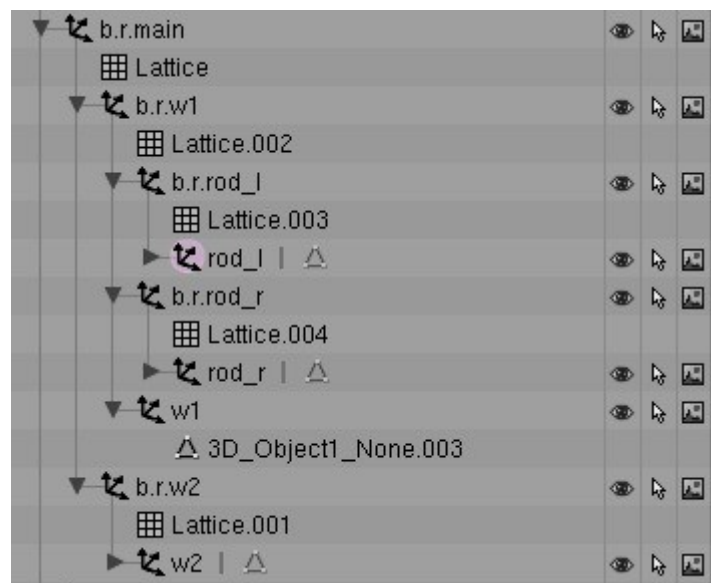 b.r.main
Lattice
b.r.w1
Lattice.002
b.r.rod_l
Lattice.003
rod_l
b.r.rod_r
Lattice.004
rod_r
w1
3D_Object1_None.003
b.r.w2
Lattice.001
w2